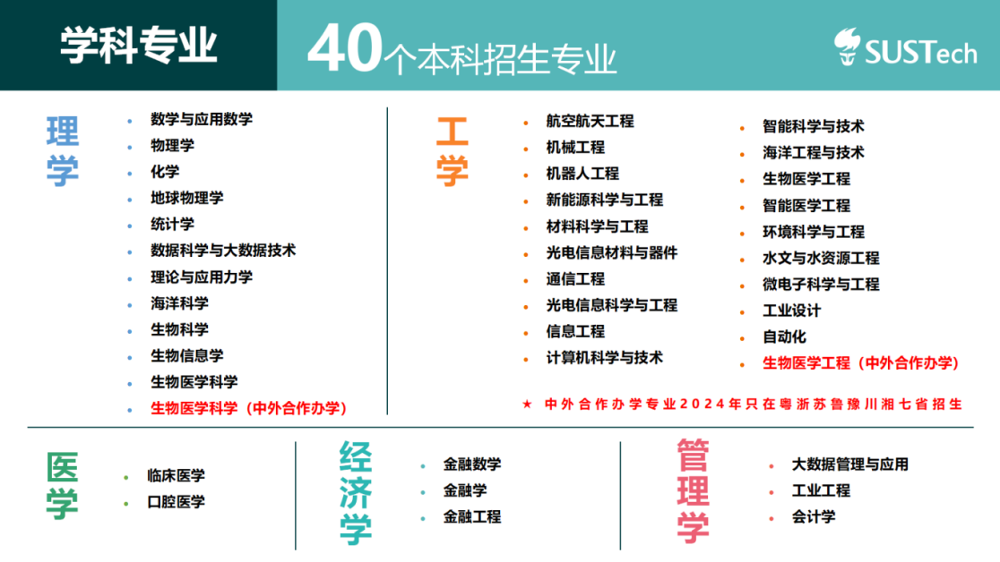 学科专业
40个本科招生专业
SUSTech
理学
数学与应用数学
物理学
化学
地球物理学
统计学
数据科学与大数据技术
理论与应用力学
海洋科学
生物科学
生物信息学
生物医学科学
生物医学科学（中外合作办学）
工学
航空航天工程
机械工程
机器人工程
新能源科学与工程
材料科学与工程
光电信息材料与器件
通信工程
光电信息科学与工程
信息工程
计算机科学与技术
智能科学与技术
海洋工程与技术
生物医学工程
智能医学工程
环境科学与工程
水文与水资源工程
微电子科学与工程
工业设计
自动化
生物医学工程（中外合作办学）
★ 中外合作办学专业2024年只在粤浙苏鲁豫川湘七省招生
医学
临床医学
口腔医学
经济学
金融数学
金融学
金融工程
管理学
大数据管理与应用
工业工程
会计学